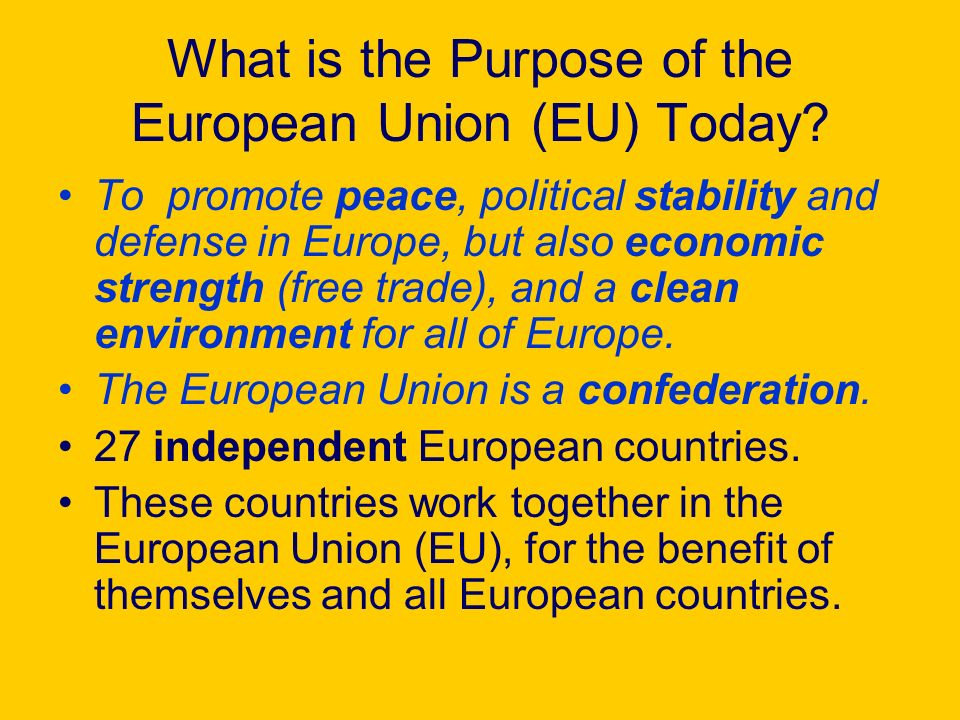 What is the Purpose of the
European Union (EU) Today?
• To  promote peace, political stability and
defense in Europe, but also economic
strength (free trade), and a clean
environment for all of Europe.
• The European Union is a confederation.
• 27 independent European countries.
• These countries work together in the
European Union (EU), for the benefit of
themselves and all European countries.